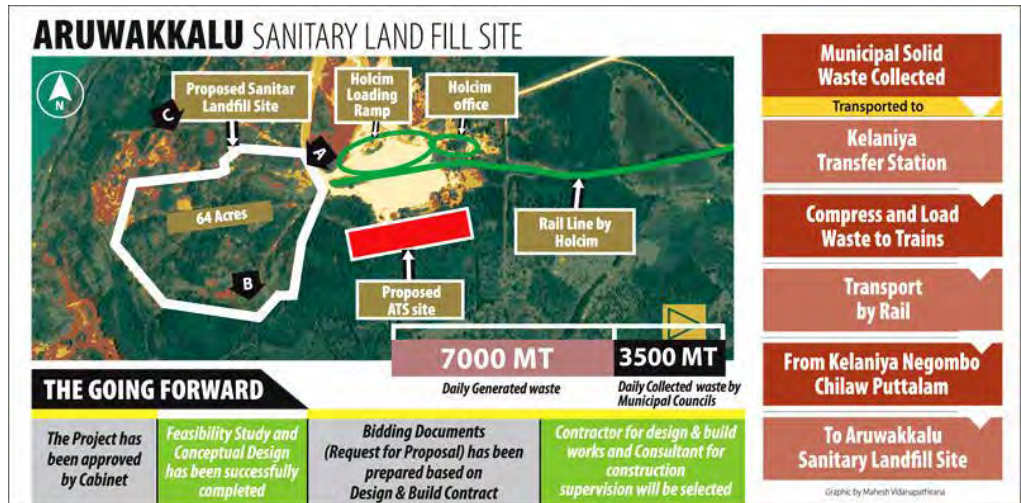 ARUWAKKALU SANITARY LAND FILL SITE
N
Proposed Sanitar
Landfill Site
Holcim
Loading
Ramp
Holcim
office
C
A
64 Acres
B
Rail Line by
Holcim
Proposed
ATS site
7000 MT
Daily Generated waste
3500 MT
Daily Collected waste by
Municipal Councils
THE GOING FORWARD
The Project has
been approved
by Cabinet
Feasibility Study and
Conceptual Design
has been successfully
completed
Bidding Documents
(Request for Proposal) has been
prepared based on
Design & Build Contract
Contractor for design & build
works and Consultant for
construction
supervision will be selected
Municipal Solid
Waste Collected
Transported to
Kelaniya
Transfer Station
Compress and Load
Waste to Trains
Transport
by Rail
From Kelaniya Negombo
Chilaw Puttalam
To Aruwakkalu
Sanitary Landfill Site
Graphic by Mahesh Vidanapathirana